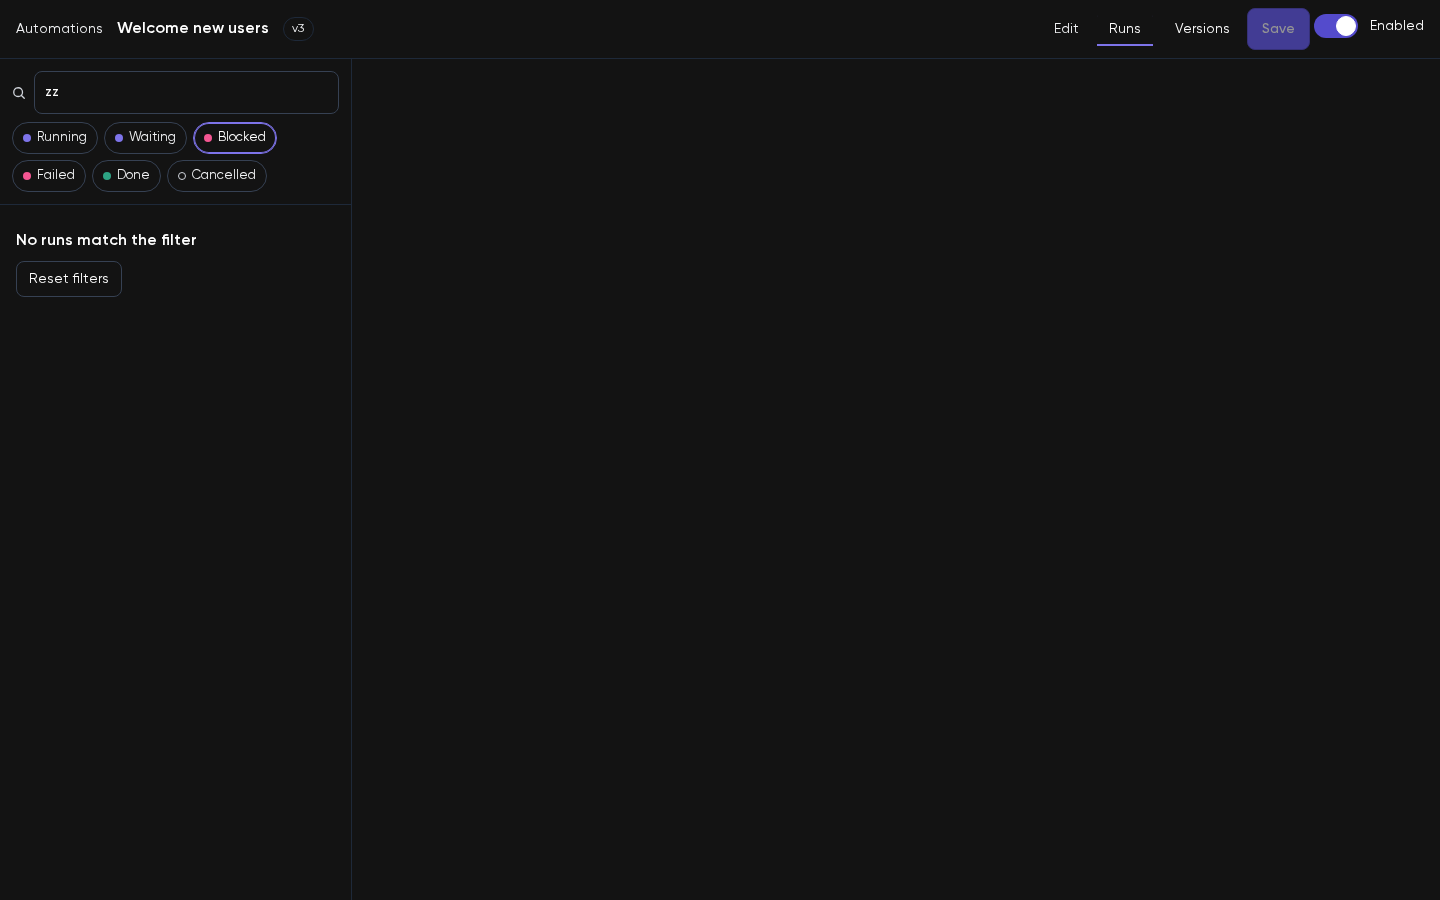 Automations Welcome new users v3 Edit Runs Versions Save Enabled
zz
Running Waiting Blocked
Failed Done Cancelled
No runs match the filter
Reset filters